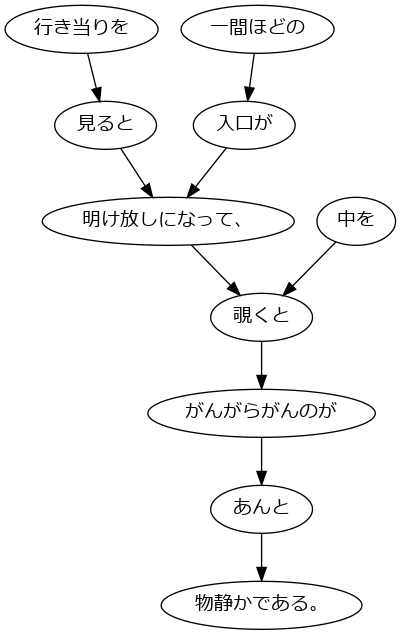 行き当りを
一間ほどの
見ると
入口が
明け放しになって、
中を
覗くと
がんがらがんのが
あんと
物静かである。